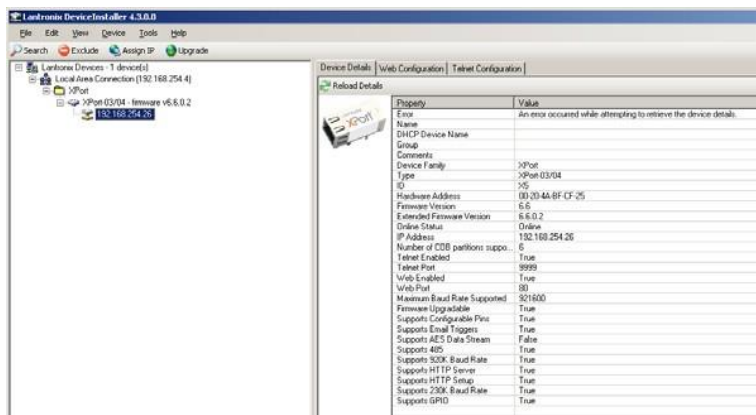 Lantronix DeviceInstaller 4.3.0.0
File Edit View Device Tools Help
Search Exclude Assign IP Upgrade
Lantronix Devices - 1 device(s)
Local Area Connection (192.168.254.4)
XPort
XPort-03/04 - firmware v6.6.0.2
192.168.254.26
Device Details Web Configuration Telnet Configuration
Reload Details
XPort
Property Value
Error An error occurred while attempting to retrieve the device details.
Name
DHCP Device Name
Group
Comments
Device Family XPort
Type XPort-03/04
ID X5
Hardware Address 00-20-4A-BF-CF-25
Firmware Version 6.6
Extended Firmware Version 6.6.0.2
Online Status Online
IP Address 192.168.254.26
Number of COB partitions suppo... 6
Telnet Enabled True
Telnet Port 9999
Web Enabled True
Web Port 80
Maximum Baud Rate Supported 921600
Firmware Upgradable True
Supports Configurable Pins True
Supports Email Triggers True
Supports AES Data Stream False
Supports 485 True
Supports 920K Baud Rate True
Supports HTTP Server True
Supports HTTP Setup True
Supports 230K Baud Rate True
Supports GPIO True